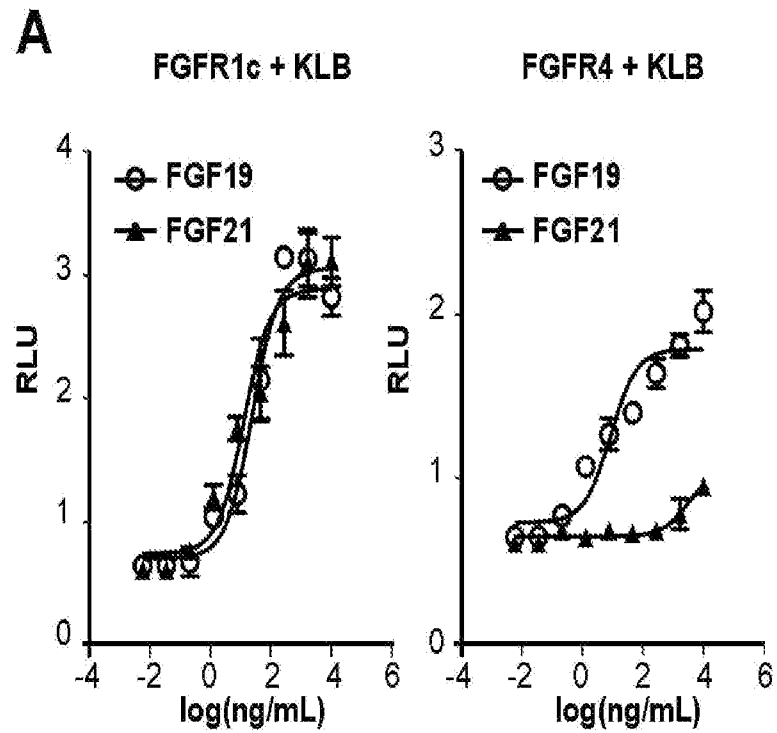 A
FGFR1c + KLB
FGF19
FGF21
RLU
4
3
2
1
0
-4 -2 0 2 4 6
log(ng/mL)
FGFR4 + KLB
FGF19
FGF21
RLU
3
2
1
0
-4 -2 0 2 4 6
log(ng/mL)